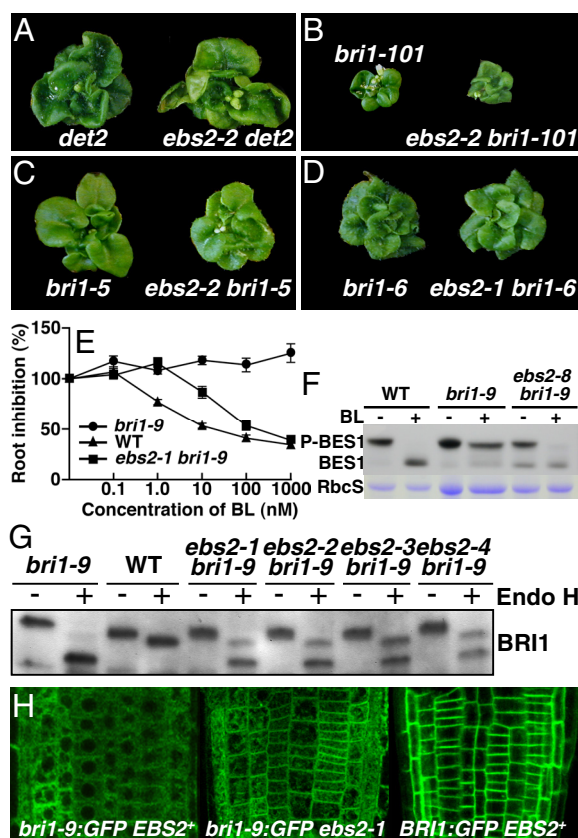 A
det2 ebs2-2 det2
B
bri1-101
ebs2-2 bri1-101
C
bri1-5 ebs2-2 bri1-5
D
bri1-6 ebs2-1 bri1-6
E
Root inhibition (%)
150
100
50
0
bri1-9
WT
ebs2-1 bri1-9
0.1 1.0 10 100 1000
Concentration of BL (nM)
F
WT bri1-9 ebs2-8 bri1-9
BL - + - + - +
P-BES1
BES1
RbcS
G
ebs2-1 ebs2-2 ebs2-3 ebs2-4
bri1-9 WT bri1-9 bri1-9 bri1-9 bri1-9
- + - + - + - + - + - + Endo H
BRI1
H
bri1-9:GFP EBS2+ bri1-9:GFP ebs2-1 BRI1:GFP EBS2+